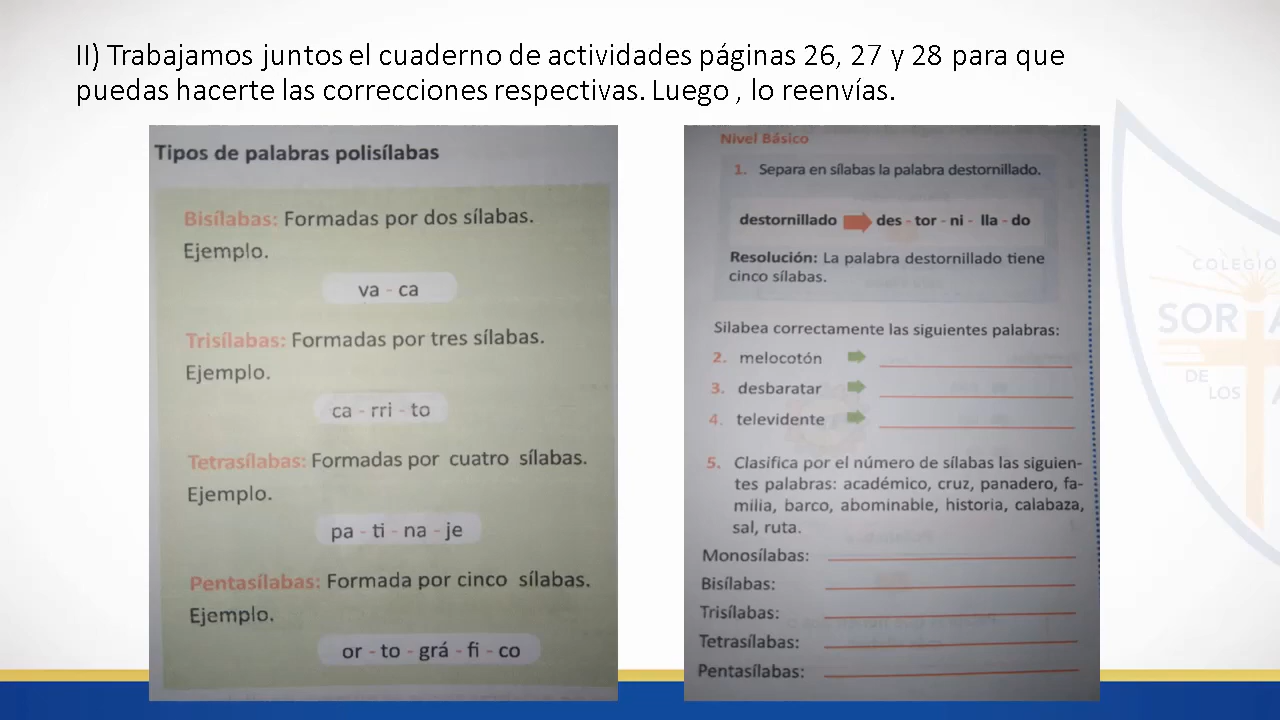 II) Trabajamos juntos el cuaderno de actividades páginas 26, 27 y 28 para que
puedas hacerte las correcciones respectivas. Luego , lo reenvías.
Tipos de palabras polisílabas
Bisílabas: Formadas por dos sílabas.
Ejemplo.
va - ca
Trisílabas: Formadas por tres sílabas.
Ejemplo.
ca - rri - to
Tetrasílabas: Formadas por cuatro sílabas.
Ejemplo.
pa - ti - na - je
Pentasílabas: Formada por cinco sílabas.
Ejemplo.
or - to - grá - fi - co
Nivel Básico
1. Separa en sílabas la palabra destornillado.
destornillado des - tor - ni - lla - do
Resolución: La palabra destornillado tiene
cinco sílabas.
Silabea correctamente las siguientes palabras:
2. melocotón
3. desbaratar
4. televidente
5. Clasifica por el número de sílabas las siguien-
tes palabras: académico, cruz, panadero, fa-
milia, barco, abominable, historia, calabaza,
sal, ruta.
Monosílabas:
Bisílabas:
Trisílabas:
Tetrasílabas:
Pentasílabas:
COLEGIO
SOR
DE
LOS